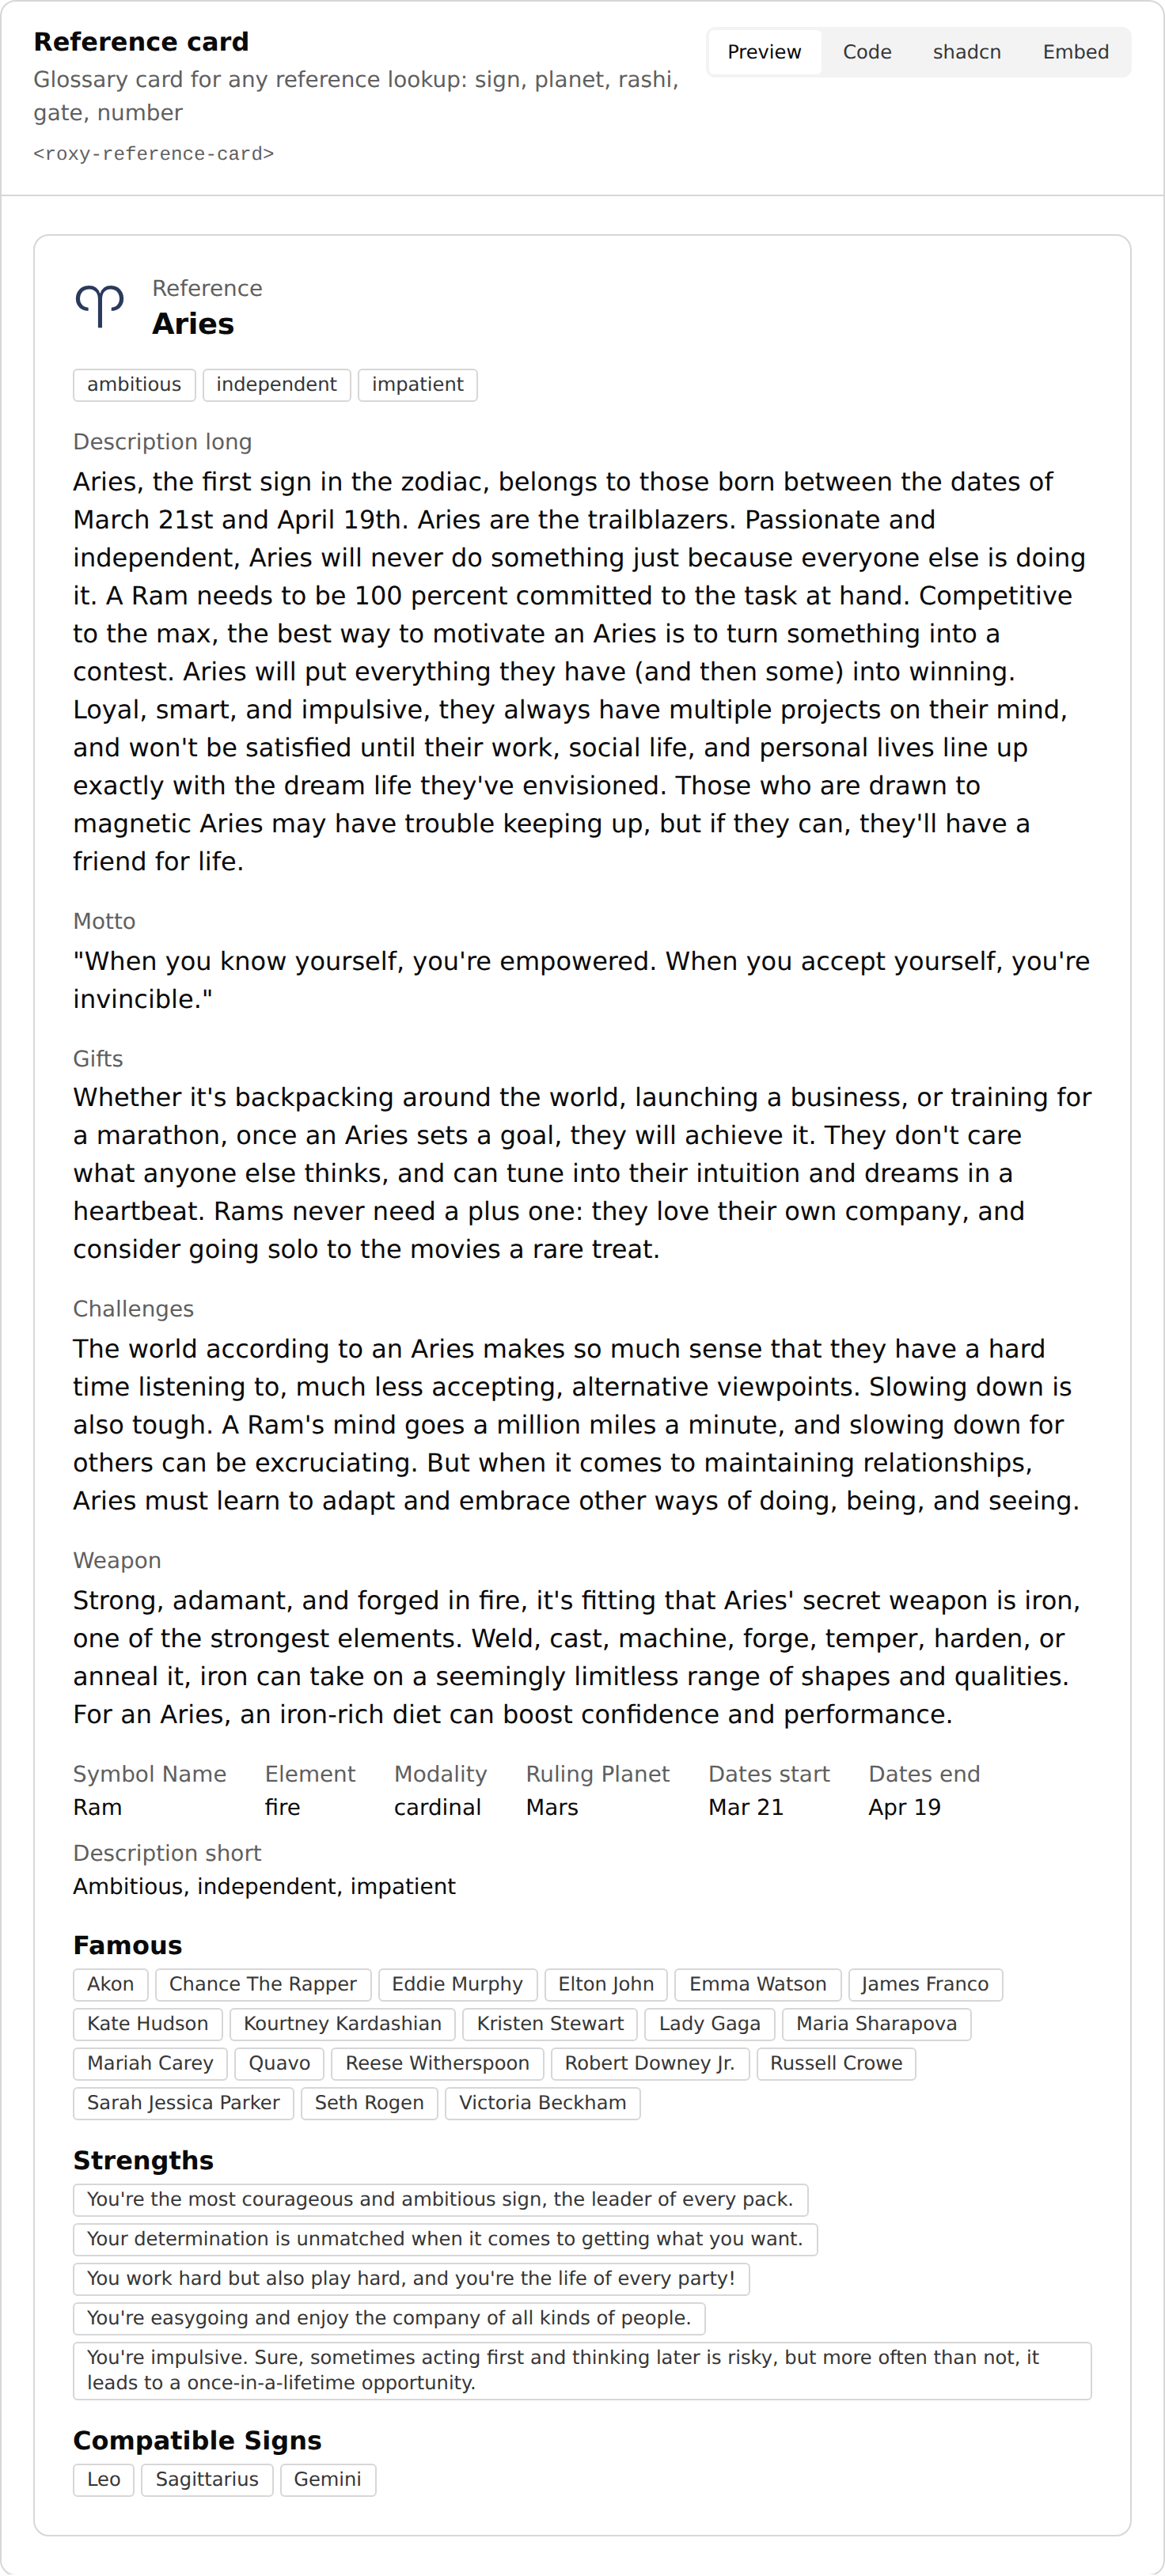 Reference card
Preview Code shadcn Embed
Glossary card for any reference lookup: sign, planet, rashi,
gate, number
<roxy-reference-card>
Reference
Aries
ambitious independent impatient
Description long
Aries, the first sign in the zodiac, belongs to those born between the dates of
March 21st and April 19th. Aries are the trailblazers. Passionate and
independent, Aries will never do something just because everyone else is doing
it. A Ram needs to be 100 percent committed to the task at hand. Competitive
to the max, the best way to motivate an Aries is to turn something into a
contest. Aries will put everything they have (and then some) into winning.
Loyal, smart, and impulsive, they always have multiple projects on their mind,
and won't be satisfied until their work, social life, and personal lives line up
exactly with the dream life they've envisioned. Those who are drawn to
magnetic Aries may have trouble keeping up, but if they can, they'll have a
friend for life.
Motto
"When you know yourself, you're empowered. When you accept yourself, you're
invincible."
Gifts
Whether it's backpacking around the world, launching a business, or training for
a marathon, once an Aries sets a goal, they will achieve it. They don't care
what anyone else thinks, and can tune into their intuition and dreams in a
heartbeat. Rams never need a plus one: they love their own company, and
consider going solo to the movies a rare treat.
Challenges
The world according to an Aries makes so much sense that they have a hard
time listening to, much less accepting, alternative viewpoints. Slowing down is
also tough. A Ram's mind goes a million miles a minute, and slowing down for
others can be excruciating. But when it comes to maintaining relationships,
Aries must learn to adapt and embrace other ways of doing, being, and seeing.
Weapon
Strong, adamant, and forged in fire, it's fitting that Aries' secret weapon is iron,
one of the strongest elements. Weld, cast, machine, forge, temper, harden, or
anneal it, iron can take on a seemingly limitless range of shapes and qualities.
For an Aries, an iron-rich diet can boost confidence and performance.
Symbol Name Element Modality Ruling Planet Dates start Dates end
Ram fire cardinal Mars Mar 21 Apr 19
Description short
Ambitious, independent, impatient
Famous
Akon Chance The Rapper Eddie Murphy Elton John Emma Watson James Franco
Kate Hudson Kourtney Kardashian Kristen Stewart Lady Gaga Maria Sharapova
Mariah Carey Quavo Reese Witherspoon Robert Downey Jr. Russell Crowe
Sarah Jessica Parker Seth Rogen Victoria Beckham
Strengths
You're the most courageous and ambitious sign, the leader of every pack.
Your determination is unmatched when it comes to getting what you want.
You work hard but also play hard, and you're the life of every party!
You're easygoing and enjoy the company of all kinds of people.
You're impulsive. Sure, sometimes acting first and thinking later is risky, but more often than not, it
leads to a once-in-a-lifetime opportunity.
Compatible Signs
Leo Sagittarius Gemini